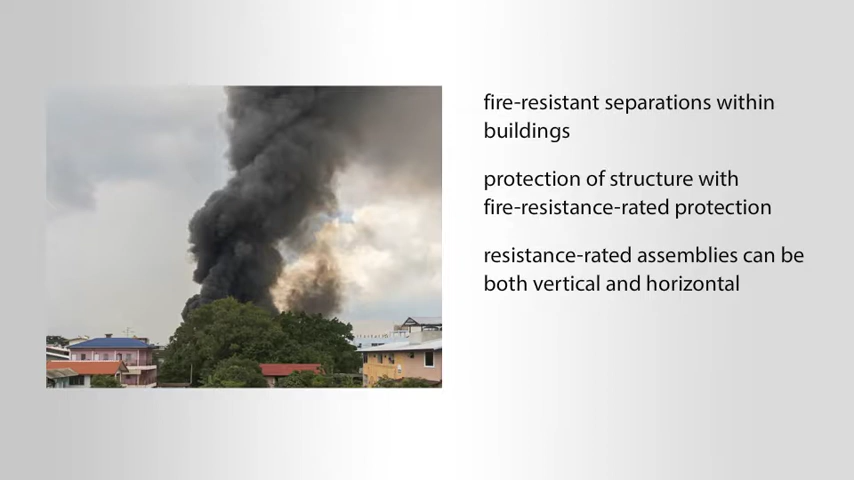 fire-resistant separations within
buildings
protection of structure with
fire-resistance-rated protection
resistance-rated assemblies can be
both vertical and horizontal